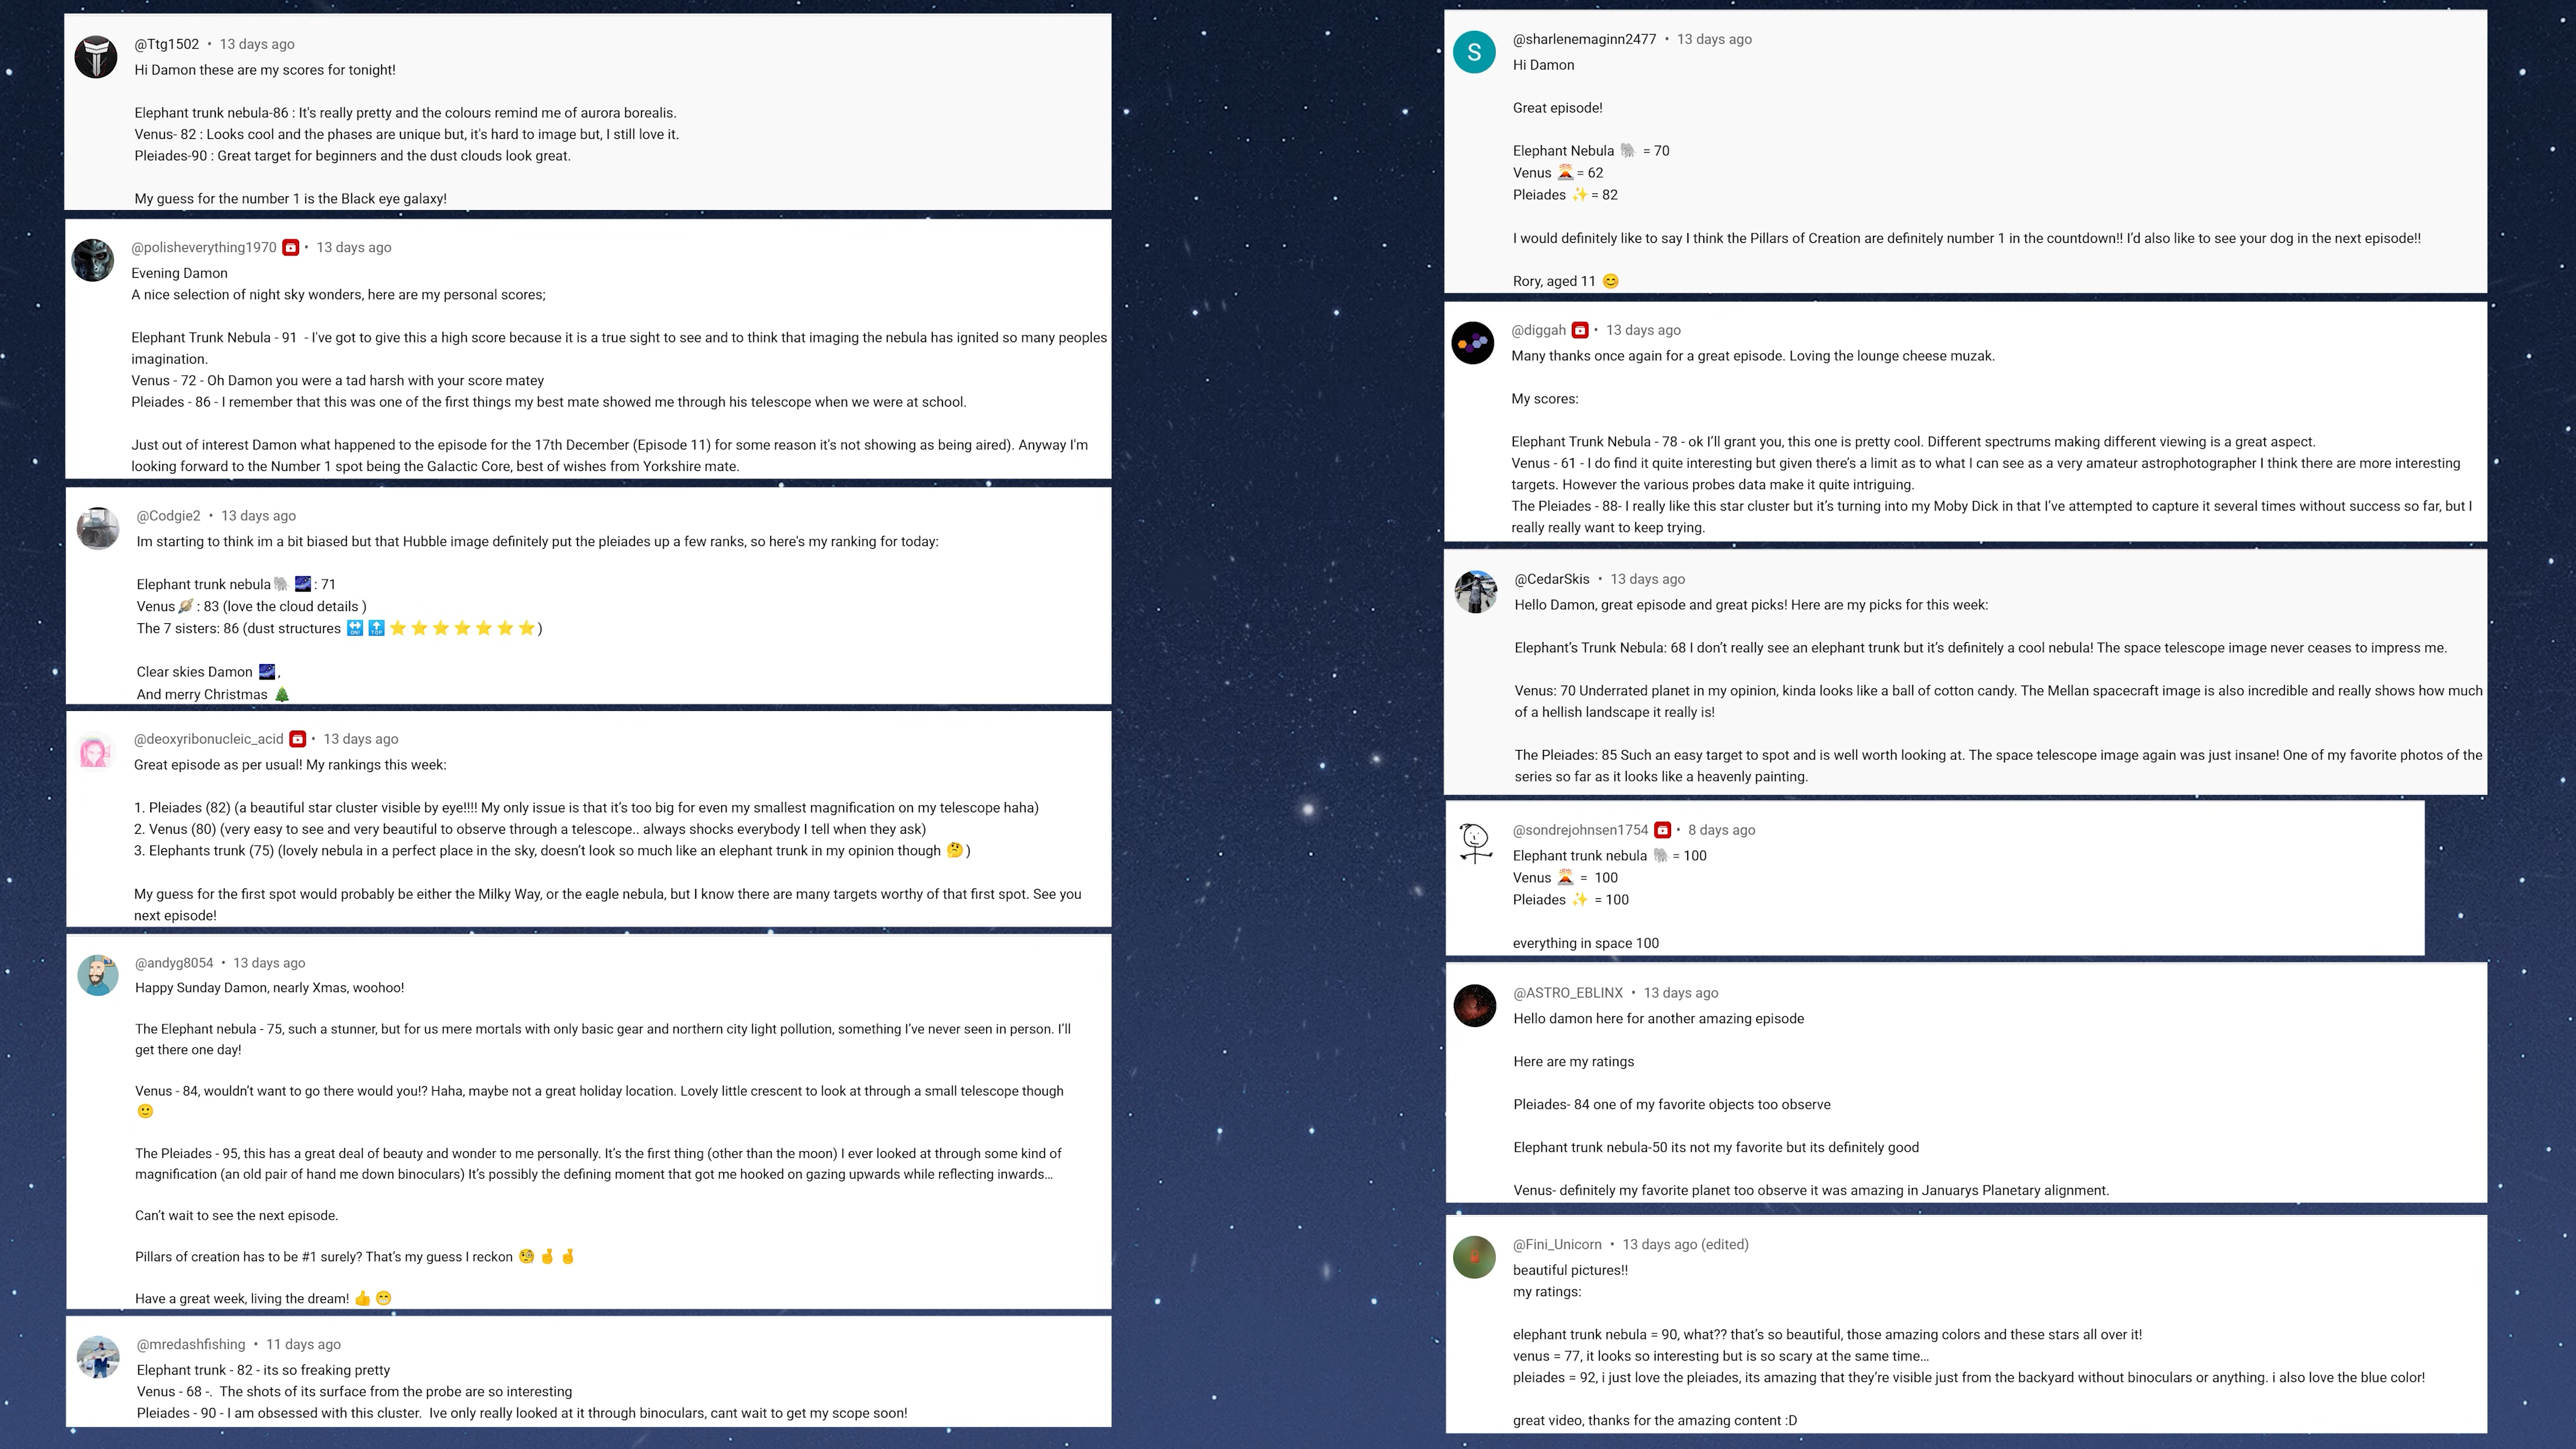 @Ttg1502 • 13 days ago
Hi Damon these are my scores for tonight!
Elephant trunk nebula-86 : It's really pretty and the colours remind me of aurora borealis.
Venus- 82 : Looks cool and the phases are unique but, it's hard to image but, I still love it.
Pleiades-90 : Great target for beginners and the dust clouds look great.
My guess for the number 1 is the Black eye galaxy!
@polisheverything1970 • 13 days ago
Evening Damon
A nice selection of night sky wonders, here are my personal scores;
Elephant Trunk Nebula - 91 - I've got to give this a high score because it is a true sight to see and to think that imaging the nebula has ignited so many peoples
imagination.
Venus - 72 - Oh Damon you were a tad harsh with your score matey
Pleiades - 86 - I remember that this was one of the first things my best mate showed me through his telescope when we were at school.
Just out of interest Damon what happened to the episode for the 17th December (Episode 11) for some reason it's not showing as being aired). Anyway I'm
looking forward to the Number 1 spot being the Galactic Core, best of wishes from Yorkshire mate.
@Codgie2 • 13 days ago
Im starting to think im a bit biased but that Hubble image definitely put the pleiades up a few ranks, so here's my ranking for today:
Elephant trunk nebula🐘 🌌 : 71
Venus🪐 : 83 (love the cloud details )
The 7 sisters: 86 (dust structures 🔛 🔝 ⭐ ⭐ ⭐ ⭐ ⭐ ⭐ ⭐ )
Clear skies Damon 🌌 ,
And merry Christmas 🎄
@deoxyribonucleic_acid • 13 days ago
Great episode as per usual! My rankings this week:
1. Pleiades (82) (a beautiful star cluster visible by eye!!!! My only issue is that it’s too big for even my smallest magnification on my telescope haha)
2. Venus (80) (very easy to see and very beautiful to observe through a telescope.. always shocks everybody I tell when they ask)
3. Elephants trunk (75) (lovely nebula in a perfect place in the sky, doesn’t look so much like an elephant trunk in my opinion though 🤔 )
My guess for the first spot would probably be either the Milky Way, or the eagle nebula, but I know there are many targets worthy of that first spot. See you
next episode!
@andyg8054 • 13 days ago
Happy Sunday Damon, nearly Xmas, woohoo!
The Elephant nebula - 75, such a stunner, but for us mere mortals with only basic gear and northern city light pollution, something I’ve never seen in person. I’ll
get there one day!
Venus - 84, wouldn’t want to go there would you!? Haha, maybe not a great holiday location. Lovely little crescent to look at through a small telescope though
🙂
The Pleiades - 95, this has a great deal of beauty and wonder to me personally. It’s the first thing (other than the moon) I ever looked at through some kind of
magnification (an old pair of hand me down binoculars) It’s possibly the defining moment that got me hooked on gazing upwards while reflecting inwards…
Can’t wait to see the next episode.
Pillars of creation has to be #1 surely? That’s my guess I reckon 🧐 🤞 🤞
Have a great week, living the dream! 👍 😁
@mredashfishing • 11 days ago
Elephant trunk - 82 - its so freaking pretty
Venus - 68 -. The shots of its surface from the probe are so interesting
Pleiades - 90 - I am obsessed with this cluster. Ive only really looked at it through binoculars, cant wait to get my scope soon!
S
@sharlenemaginn2477 • 13 days ago
Hi Damon
Great episode!
Elephant Nebula 🐘 = 70
Venus 🌋 = 62
Pleiades ✨ = 82
I would definitely like to say I think the Pillars of Creation are definitely number 1 in the countdown!! I’d also like to see your dog in the next episode!!
Rory, aged 11 😊
@diggah • 13 days ago
Many thanks once again for a great episode. Loving the lounge cheese muzak.
My scores:
Elephant Trunk Nebula - 78 - ok I’ll grant you, this one is pretty cool. Different spectrums making different viewing is a great aspect.
Venus - 61 - I do find it quite interesting but given there’s a limit as to what I can see as a very amateur astrophotographer I think there are more interesting
targets. However the various probes data make it quite intriguing.
The Pleiades - 88- I really like this star cluster but it’s turning into my Moby Dick in that I’ve attempted to capture it several times without success so far, but I
really really want to keep trying.
@CedarSkis • 13 days ago
Hello Damon, great episode and great picks! Here are my picks for this week:
Elephant’s Trunk Nebula: 68 I don’t really see an elephant trunk but it’s definitely a cool nebula! The space telescope image never ceases to impress me.
Venus: 70 Underrated planet in my opinion, kinda looks like a ball of cotton candy. The Mellan spacecraft image is also incredible and really shows how much
of a hellish landscape it really is!
The Pleiades: 85 Such an easy target to spot and is well worth looking at. The space telescope image again was just insane! One of my favorite photos of the
series so far as it looks like a heavenly painting.
@sondrejohnsen1754 • 8 days ago
Elephant trunk nebula 🐘 = 100
Venus 🌋 = 100
Pleiades ✨ = 100
everything in space 100
@ASTRO_EBLINX • 13 days ago
Hello damon here for another amazing episode
Here are my ratings
Pleiades- 84 one of my favorite objects too observe
Elephant trunk nebula-50 its not my favorite but its definitely good
Venus- definitely my favorite planet too observe it was amazing in Januarys Planetary alignment.
@Fini_Unicorn • 13 days ago (edited)
beautiful pictures!!
my ratings:
elephant trunk nebula = 90, what?? that’s so beautiful, those amazing colors and these stars all over it!
venus = 77, it looks so interesting but is so scary at the same time…
pleiades = 92, i just love the pleiades, its amazing that they’re visible just from the backyard without binoculars or anything. i also love the blue color!
great video, thanks for the amazing content :D